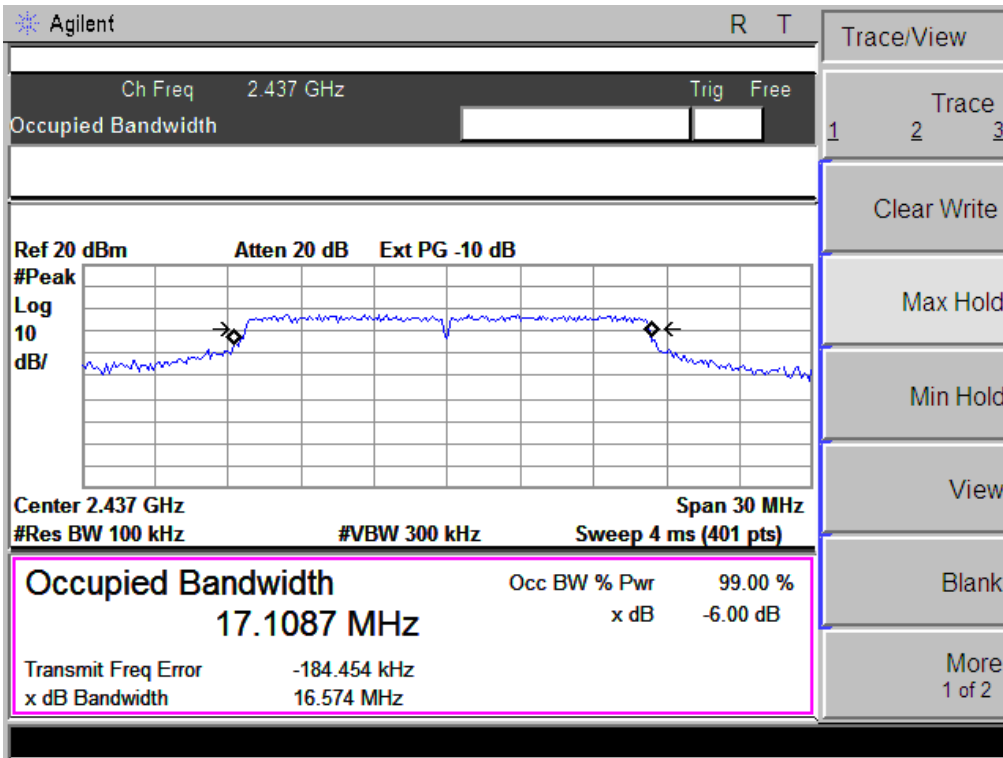 Agilent R T
Ch Freq 2.437 GHz Trig Free
Occupied Bandwidth
Ref 20 dBm Atten 20 dB Ext PG -10 dB
#Peak
Log
10
dB/
Center 2.437 GHz Span 30 MHz
#Res BW 100 kHz #VBW 300 kHz Sweep 4 ms (401 pts)
Occupied Bandwidth Occ BW % Pwr 99.00 %
17.1087 MHz x dB -6.00 dB
Transmit Freq Error -184.454 kHz
x dB Bandwidth 16.574 MHz
Trace/View
Trace
1 2 3
Clear Write
Max Hold
Min Hold
View
Blank
More
1 of 2